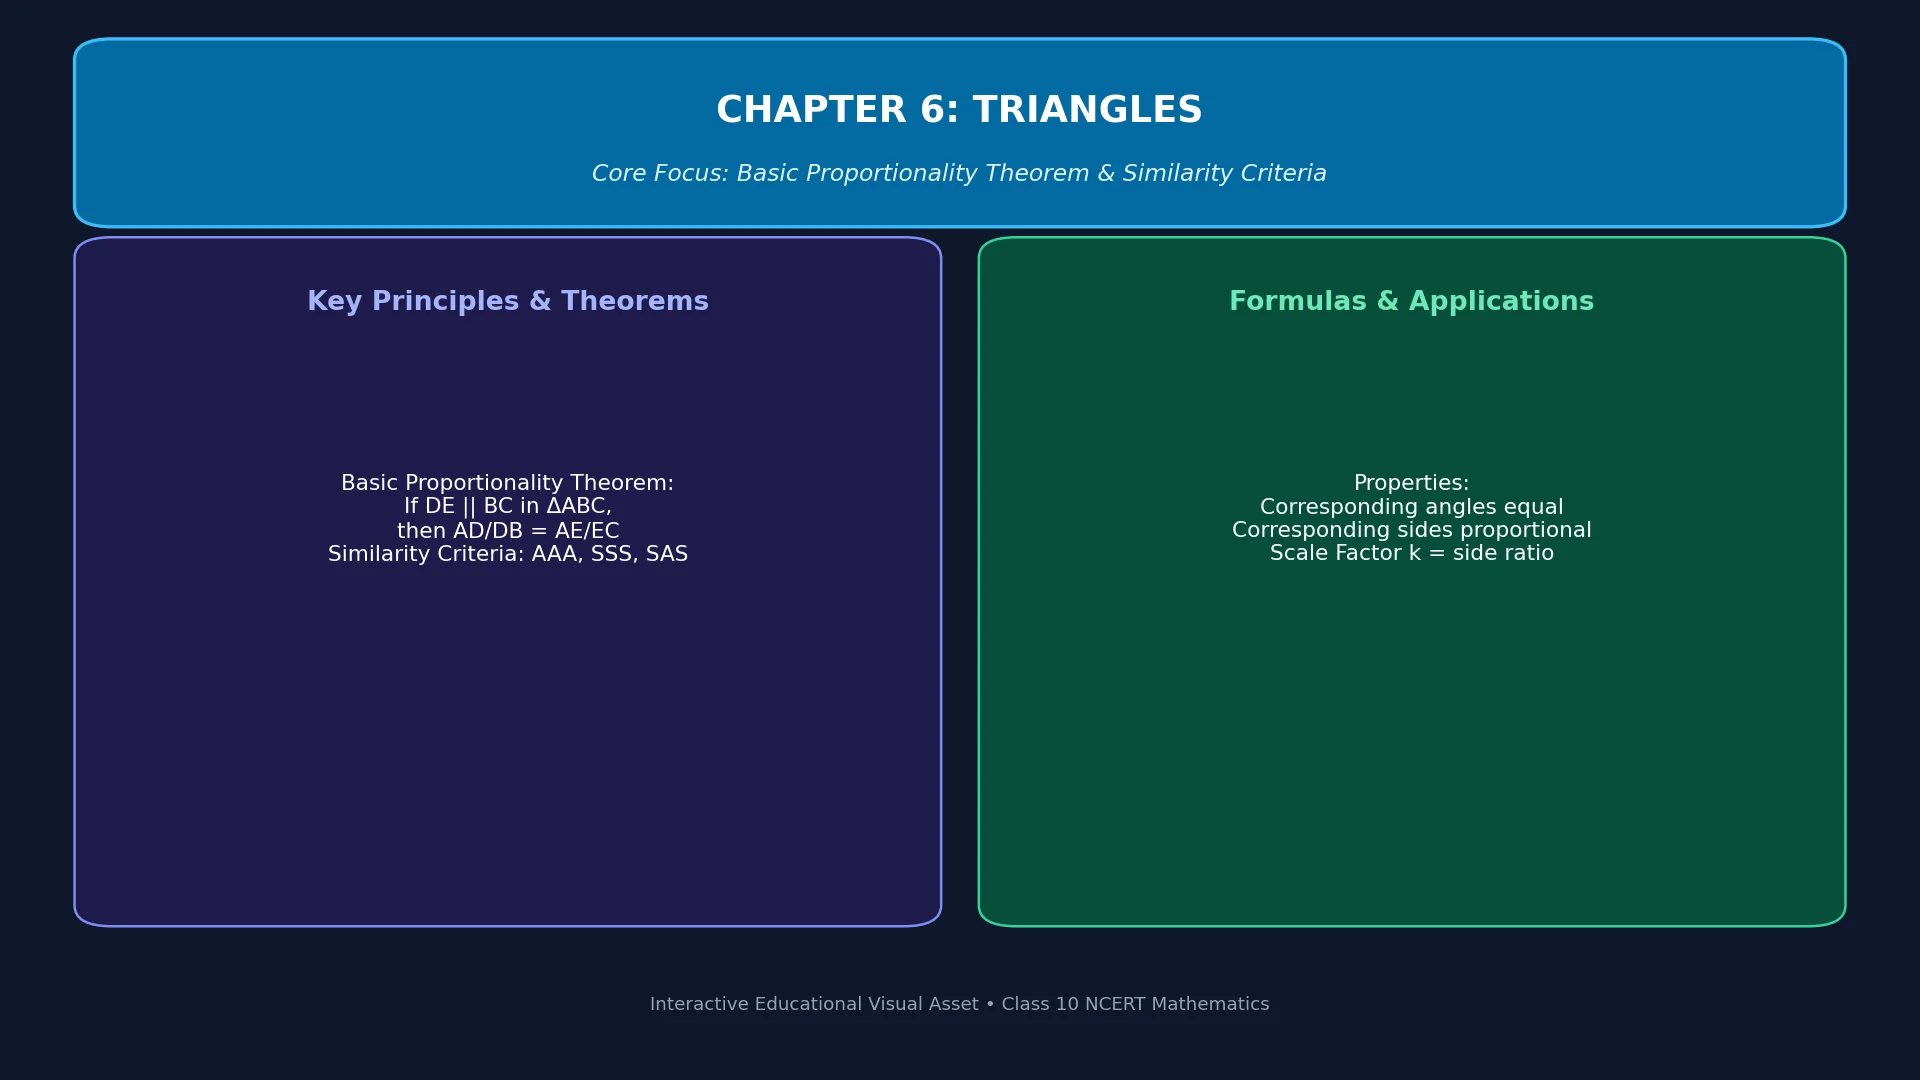 CHAPTER 6: TRIANGLES
Core Focus: Basic Proportionality Theorem & Similarity Criteria
Key Principles & Theorems
Basic Proportionality Theorem:
If DE || BC in ΔABC,
then AD/DB = AE/EC
Similarity Criteria: AAA, SSS, SAS
Formulas & Applications
Properties:
Corresponding angles equal
Corresponding sides proportional
Scale Factor k = side ratio
Interactive Educational Visual Asset • Class 10 NCERT Mathematics